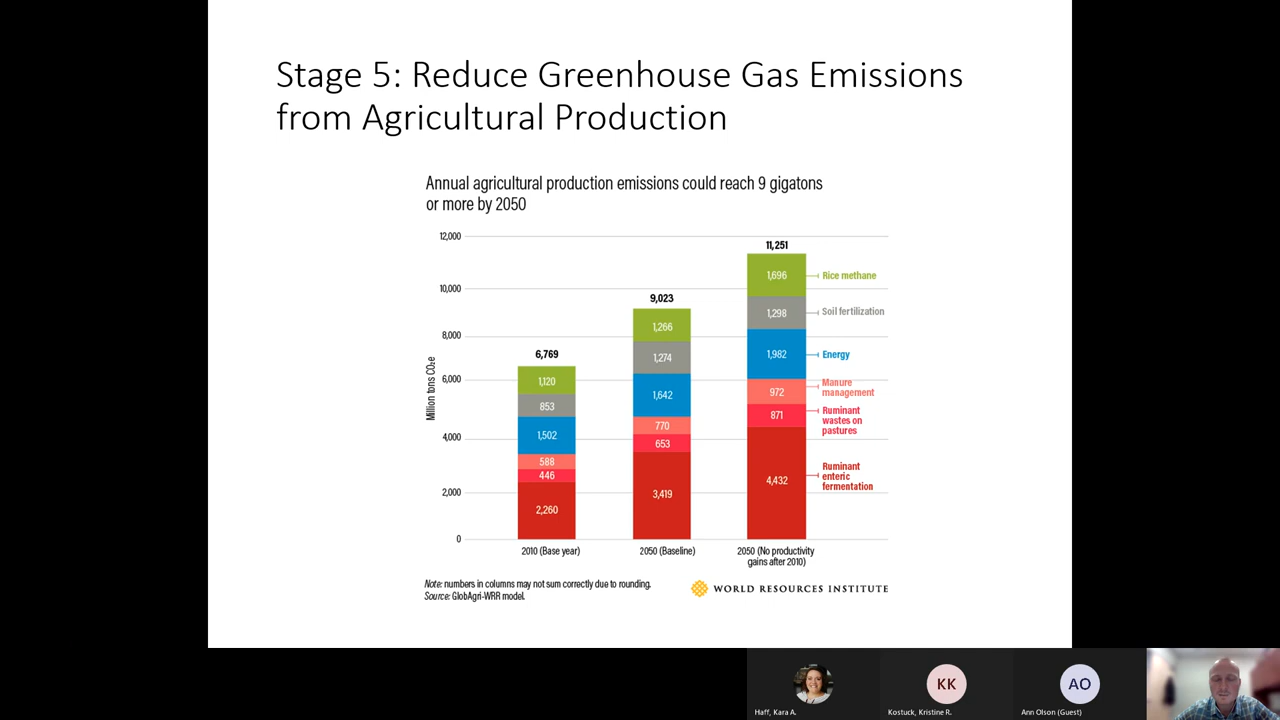 Stage 5: Reduce Greenhouse Gas Emissions
from Agricultural Production
Annual agricultural production emissions could reach 9 gigatons
or more by 2050
Million tons CO₂e
12,000
10,000
8,000
6,000
4,000
2,000
0
6,769
1,120
853
1,502
588
446
2,260
2010 (Base year)
9,023
1,266
1,274
1,642
770
653
3,419
2050 (Baseline)
11,251
1,696
1,298
1,982
972
871
4,432
2050 (No productivity
gains after 2010)
Rice methane
Soil fertilization
Energy
Manure
management
Ruminant
wastes on
pastures
Ruminant
enteric
fermentation
Note: numbers in columns may not sum correctly due to rounding.
Source: GlobAgri-WRR model.
WORLD RESOURCES INSTITUTE
Haff, Kara A.
KK
Kostuck, Kristine R.
AO
Ann Olson (Guest)